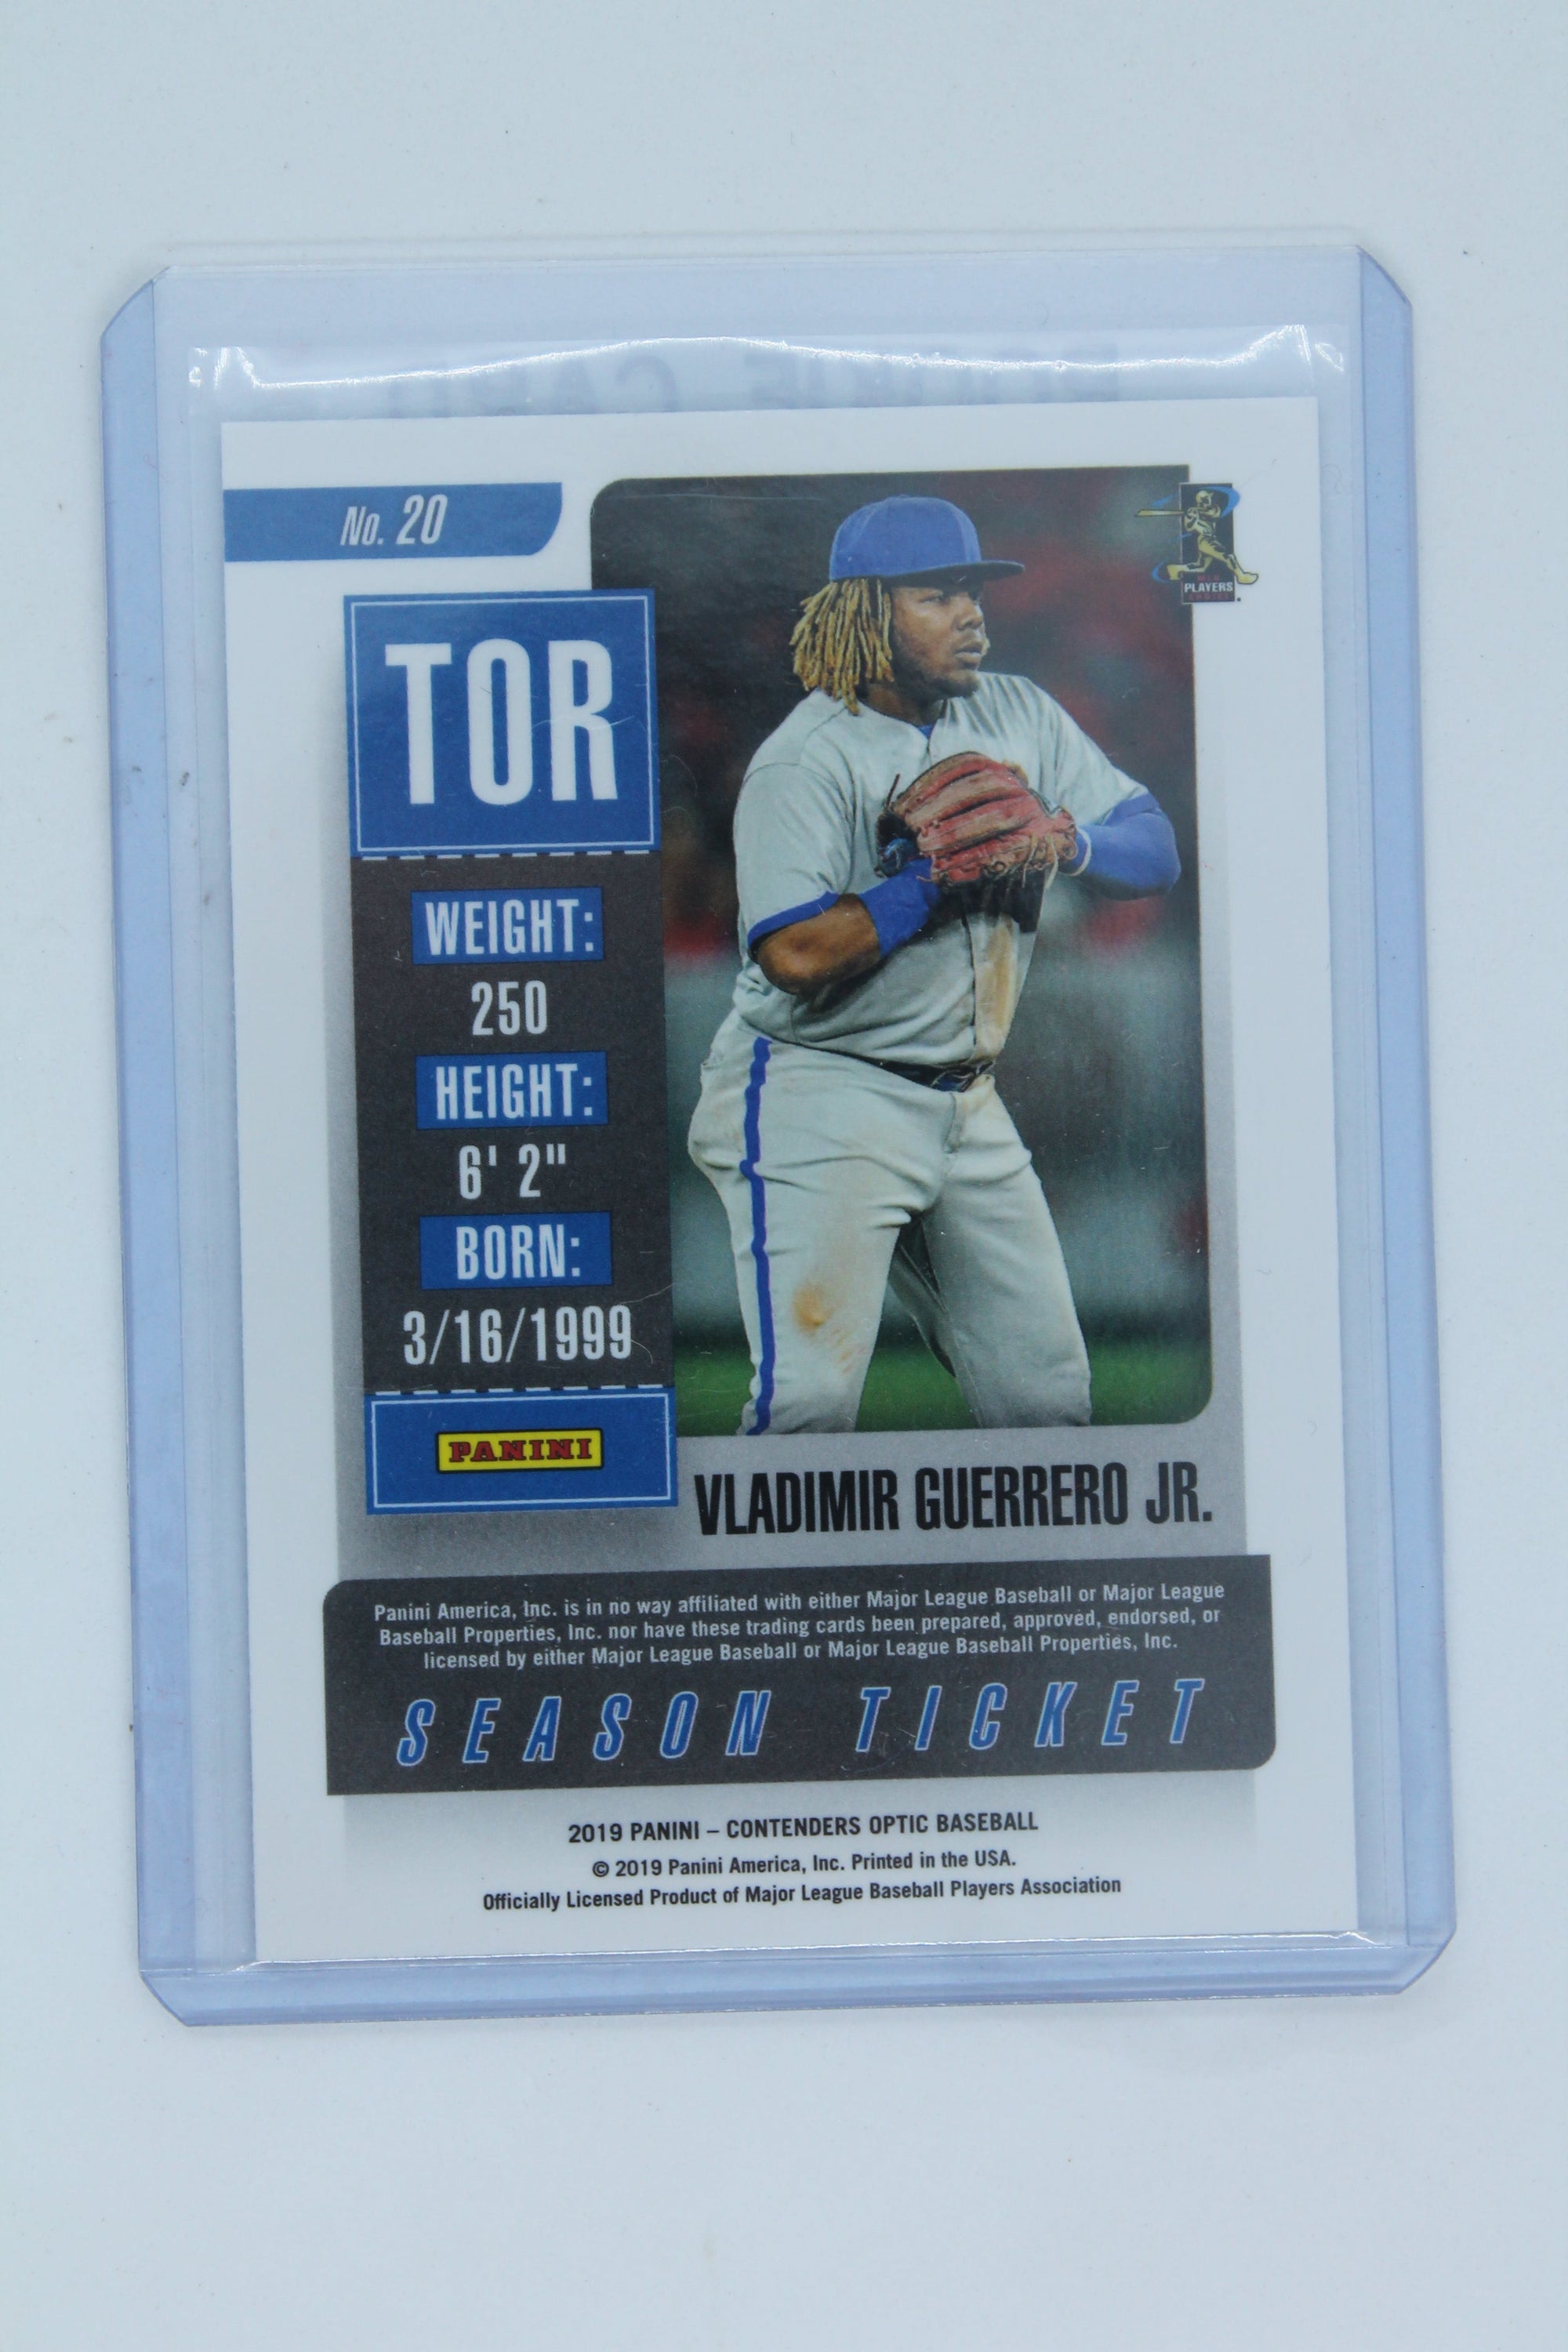 ROOKIE CARD
No. 20
PLAYERS
TOR
WEIGHT:
250
HEIGHT:
6' 2"
BORN:
3/16/1999
PANINI
VLADIMIR GUERRERO JR.
Panini America, Inc. is in no way affiliated with either Major League Baseball or Major League
Baseball Properties, Inc. nor have these trading cards been prepared, approved, endorsed, or
licensed by either Major League Baseball or Major League Baseball Properties, Inc.
SEASON TICKET
2019 PANINI – CONTENDERS OPTIC BASEBALL
© 2019 Panini America, Inc. Printed in the USA.
Officially Licensed Product of Major League Baseball Players Association